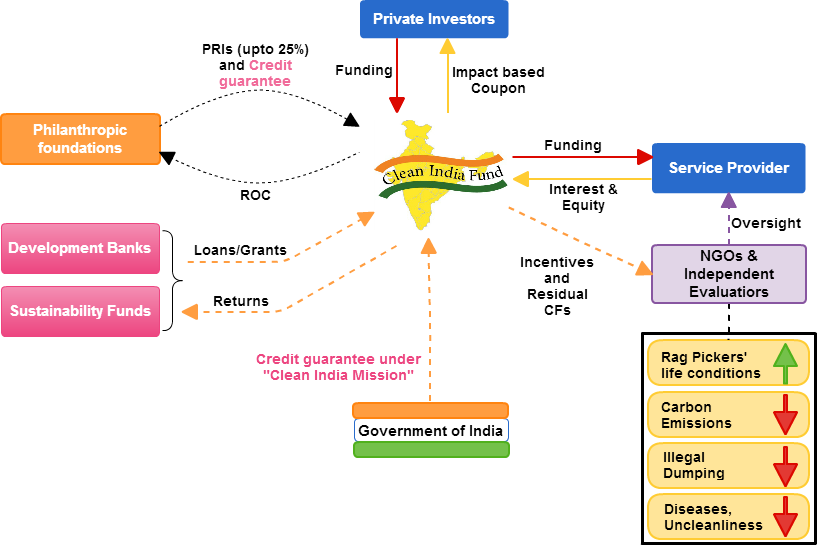 Private Investors
PRIs (upto 25%)
and Credit
guarantee
Funding
Impact based
Coupon
Philanthropic
foundations
Clean India Fund
Funding
Service Provider
Interest &
Equity
ROC
Development Banks
Loans/Grants
Oversight
NGOs &
Independent
Evaluatiors
Incentives
and
Residual
CFs
Sustainability Funds
Returns
Credit guarantee under
"Clean India Mission"
Government of India
Rag Pickers'
life conditions
Carbon
Emissions
Illegal
Dumping
Diseases,
Uncleanliness